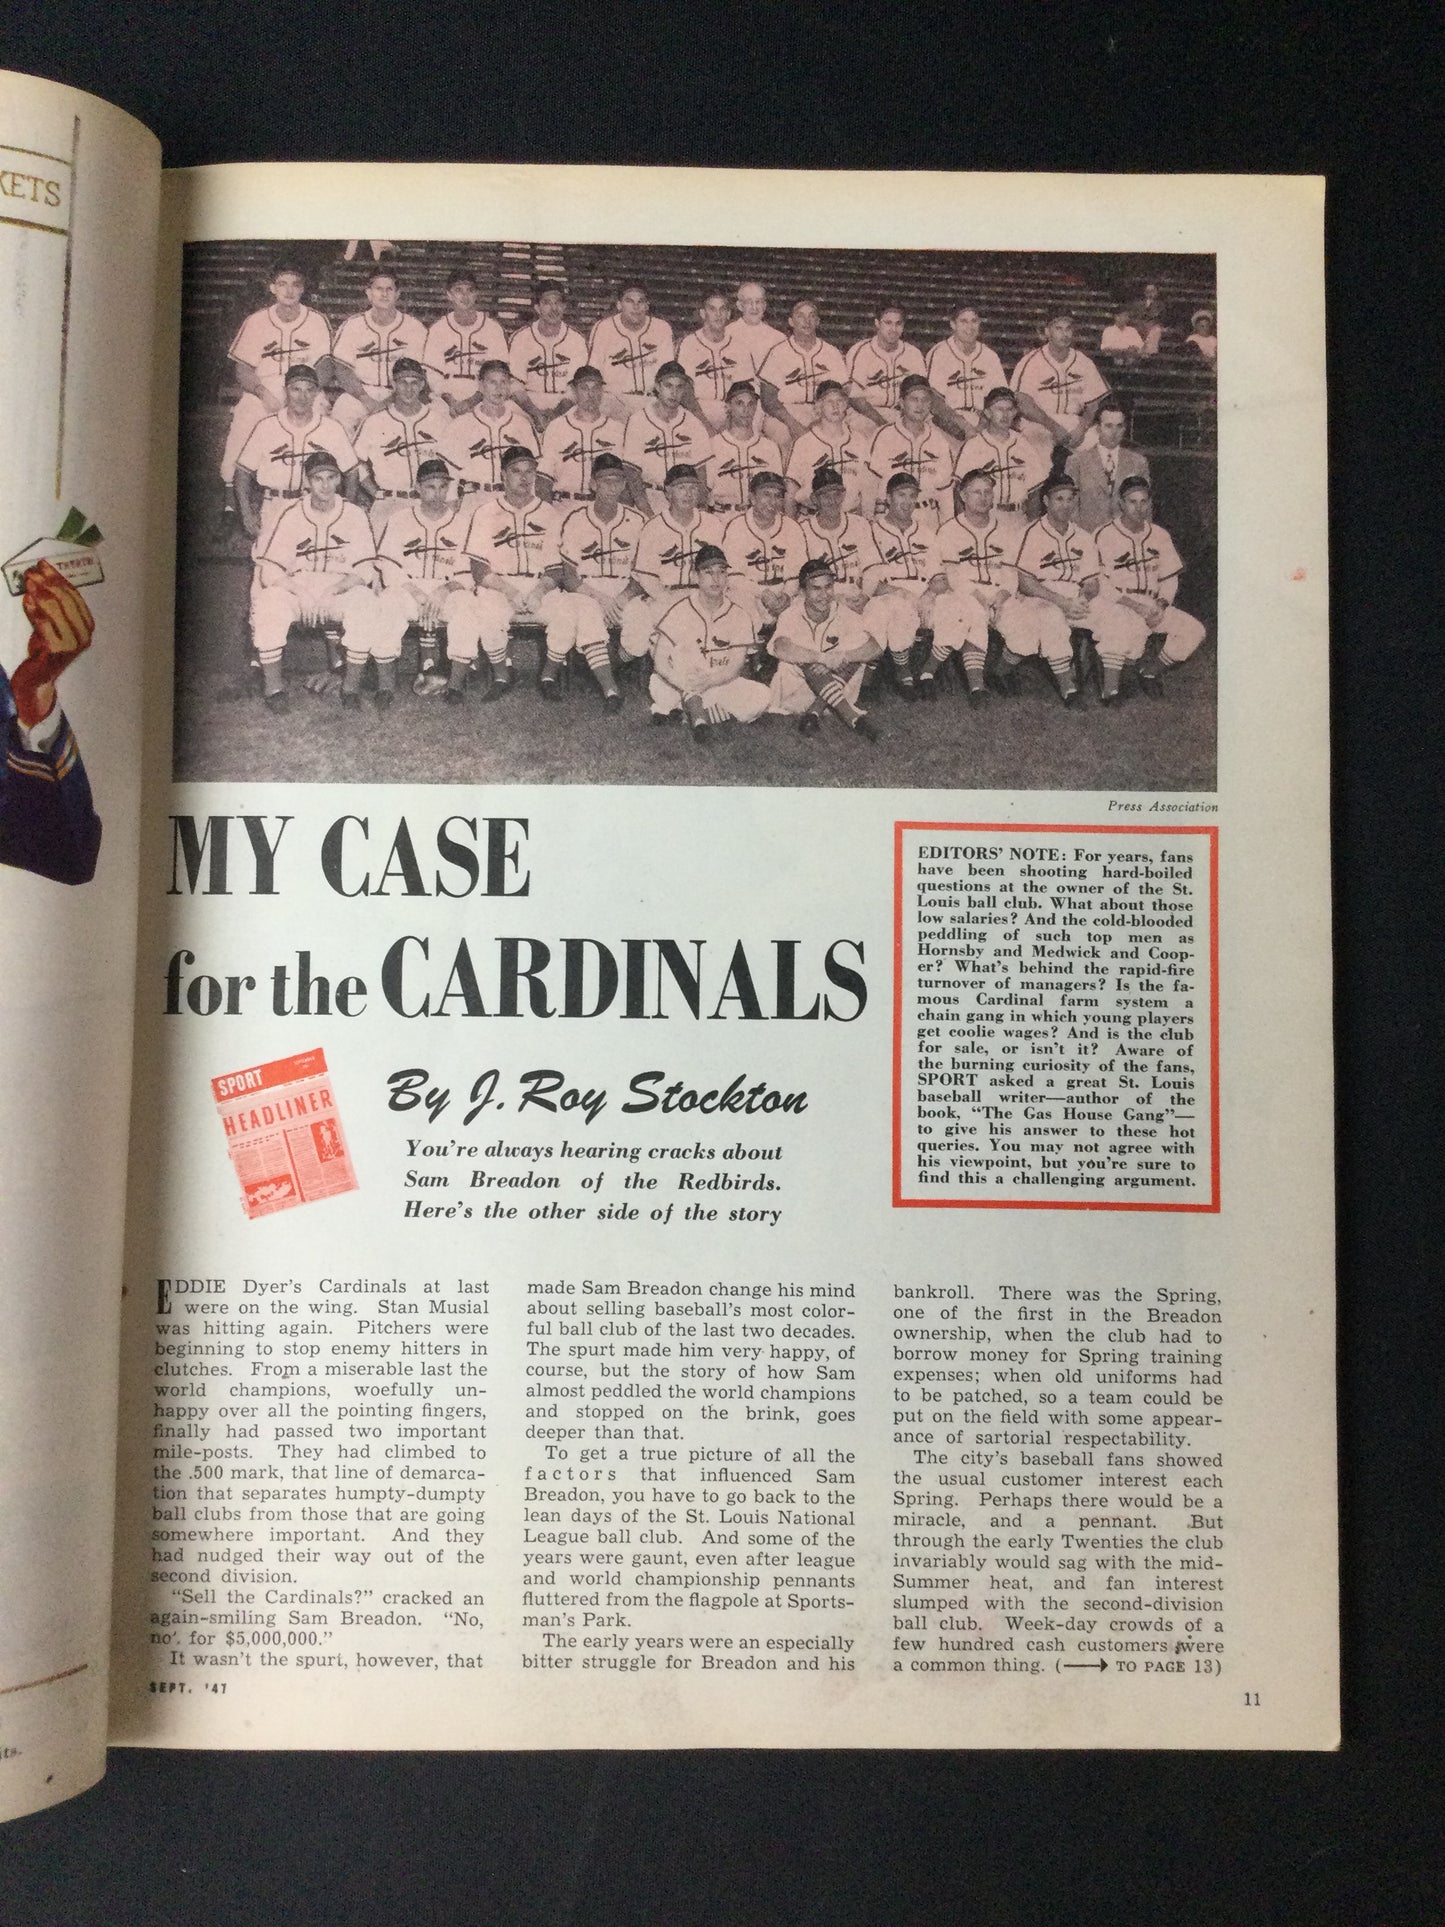 KETS
Press Association
MY CASE
for the CARDINALS
SPORT
HEADLINER
By J. Roy Stockton
You're always hearing cracks about
Sam Breadon of the Redbirds.
Here's the other side of the story
EDITORS' NOTE: For years, fans
have been shooting hard-boiled
questions at the owner of the St.
Louis ball club. What about those
low salaries? And the cold-blooded
peddling of such top men as
Hornsby and Medwick and Coop-
er? What's behind the rapid-fire
turnover of managers? Is the fa-
mous Cardinal farm system a
chain gang in which young players
get coolie wages? And is the club
for sale, or isn't it? Aware of
the burning curiosity of the fans,
SPORT asked a great St. Louis
baseball writer—author of the
book, "The Gas House Gang"—
to give his answer to these hot
queries. You may not agree with
his viewpoint, but you're sure to
find this a challenging argument.
EDDIE Dyer's Cardinals at last
were on the wing. Stan Musial
was hitting again. Pitchers were
beginning to stop enemy hitters in
clutches. From a miserable last the
world champions, woefully un-
happy over all the pointing fingers,
finally had passed two important
mile-posts. They had climbed to
the .500 mark, that line of demarca-
tion that separates humpty-dumpty
ball clubs from those that are going
somewhere important. And they
had nudged their way out of the
second division.
"Sell the Cardinals?" cracked an
again-smiling Sam Breadon. "No,
no', for $5,000,000."
It wasn't the spurt, however, that
made Sam Breadon change his mind
about selling baseball's most color-
ful ball club of the last two decades.
The spurt made him very happy, of
course, but the story of how Sam
almost peddled the world champions
and stopped on the brink, goes
deeper than that.
To get a true picture of all the
factors that influenced Sam
Breadon, you have to go back to the
lean days of the St. Louis National
League ball club. And some of the
years were gaunt, even after league
and world championship pennants
fluttered from the flagpole at Sports-
man's Park.
The early years were an especially
bitter struggle for Breadon and his
bankroll. There was the Spring,
one of the first in the Breadon
ownership, when the club had to
borrow money for Spring training
expenses; when old uniforms had
to be patched, so a team could be
put on the field with some appear-
ance of sartorial respectability.
The city's baseball fans showed
the usual customer interest each
Spring. Perhaps there would be a
miracle, and a pennant. But
through the early Twenties the club
invariably would sag with the mid-
Summer heat, and fan interest
slumped with the second-division
ball club. Week-day crowds of a
few hundred cash customers were
a common thing. (⟶ TO PAGE 13)
SEPT. '47
11